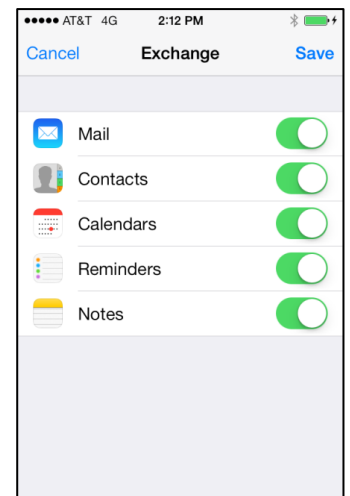 AT&T 4G 2:12 PM
Cancel Exchange Save
Mail
Contacts
Calendars
Reminders
Notes